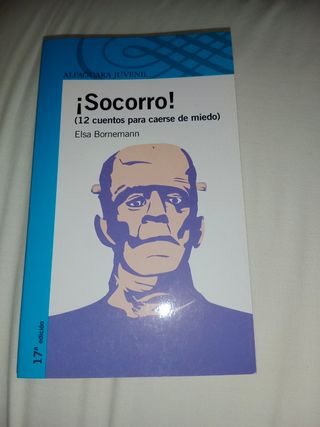 ALFAGUARA JUVENIL
¡Socorro!
(12 cuentos para caerse de miedo)
Elsa Bornemann
17ª edición